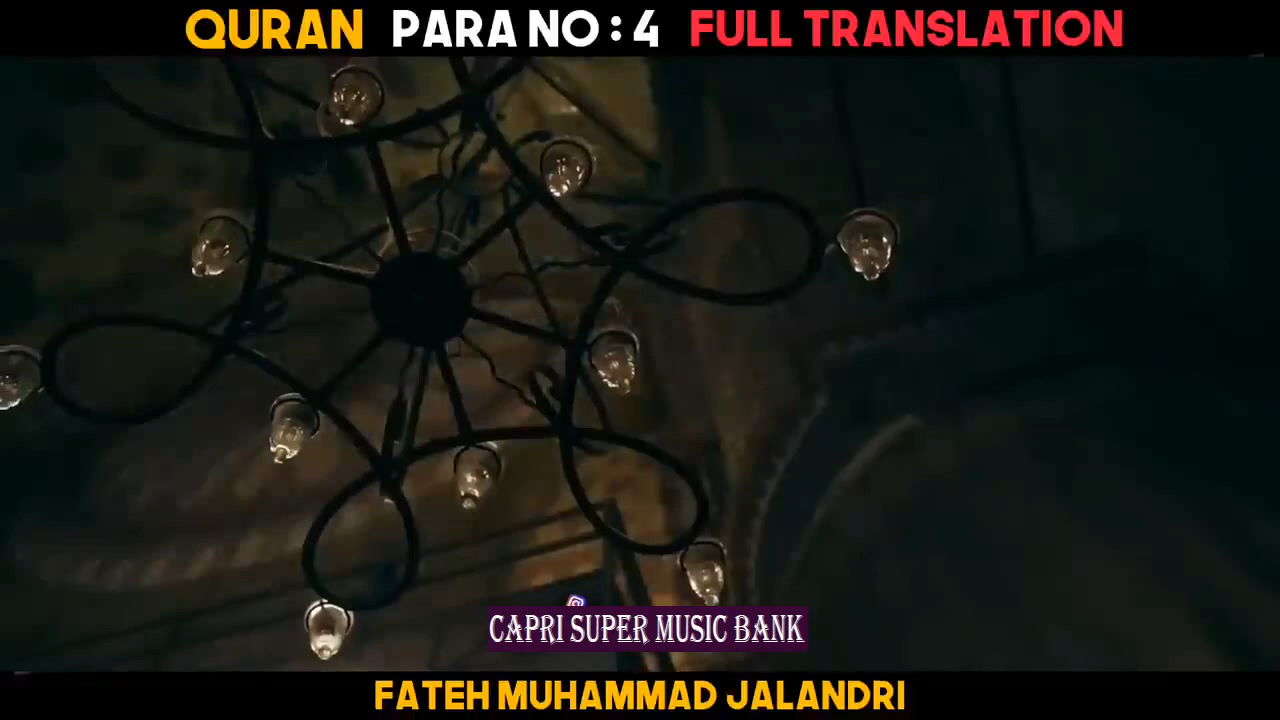 QURAN PARA NO : 4 FULL TRANSLATION
CAPRI SUPER MUSIC BANK
FATEH MUHAMMAD JALANDRI